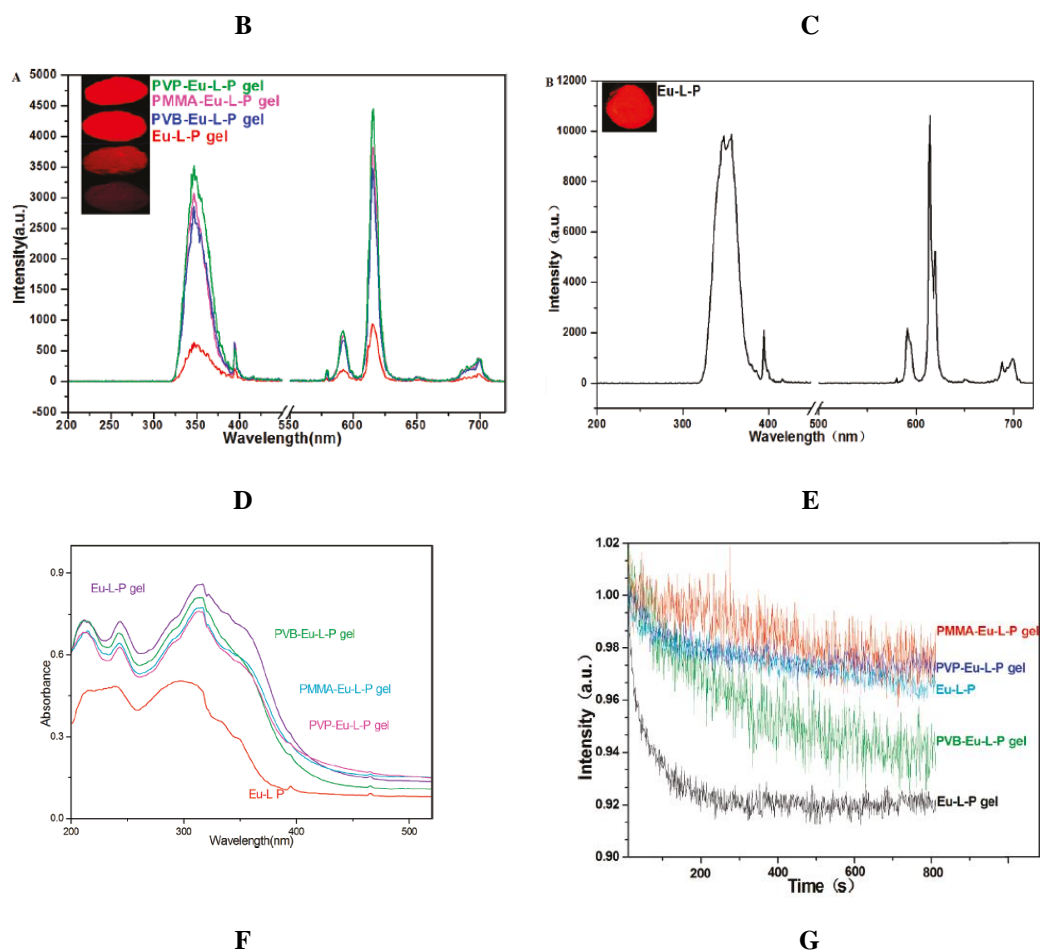 B
C
A
5000
4500
4000
3500
3000
2500
2000
1500
1000
500
0
-500
Intensity(a.u.)
PVP-Eu-L-P gel
PMMA-Eu-L-P gel
PVB-Eu-L-P gel
Eu-L-P gel
200 250 300 350 400 550 600 650 700
Wavelength(nm)
B
12000
10000
8000
6000
4000
2000
0
Intensity (a.u.)
Eu-L-P
200 300 400 500 600 700
Wavelength (nm)
D
E
0.9
0.6
0.3
0.0
Absorbance
Eu-L-P gel
PVB-Eu-L-P gel
PMMA-Eu-L-P gel
PVP-Eu-L-P gel
Eu-L P
200 300 400 500
Wavelength(nm)
1.02
1.00
0.98
0.96
0.94
0.92
0.90
Intensity (a.u.)
PMMA-Eu-L-P gel
PVP-Eu-L-P gel
Eu-L-P
PVB-Eu-L-P gel
Eu-L-P gel
200 400 600 800
Time (s)
F
G